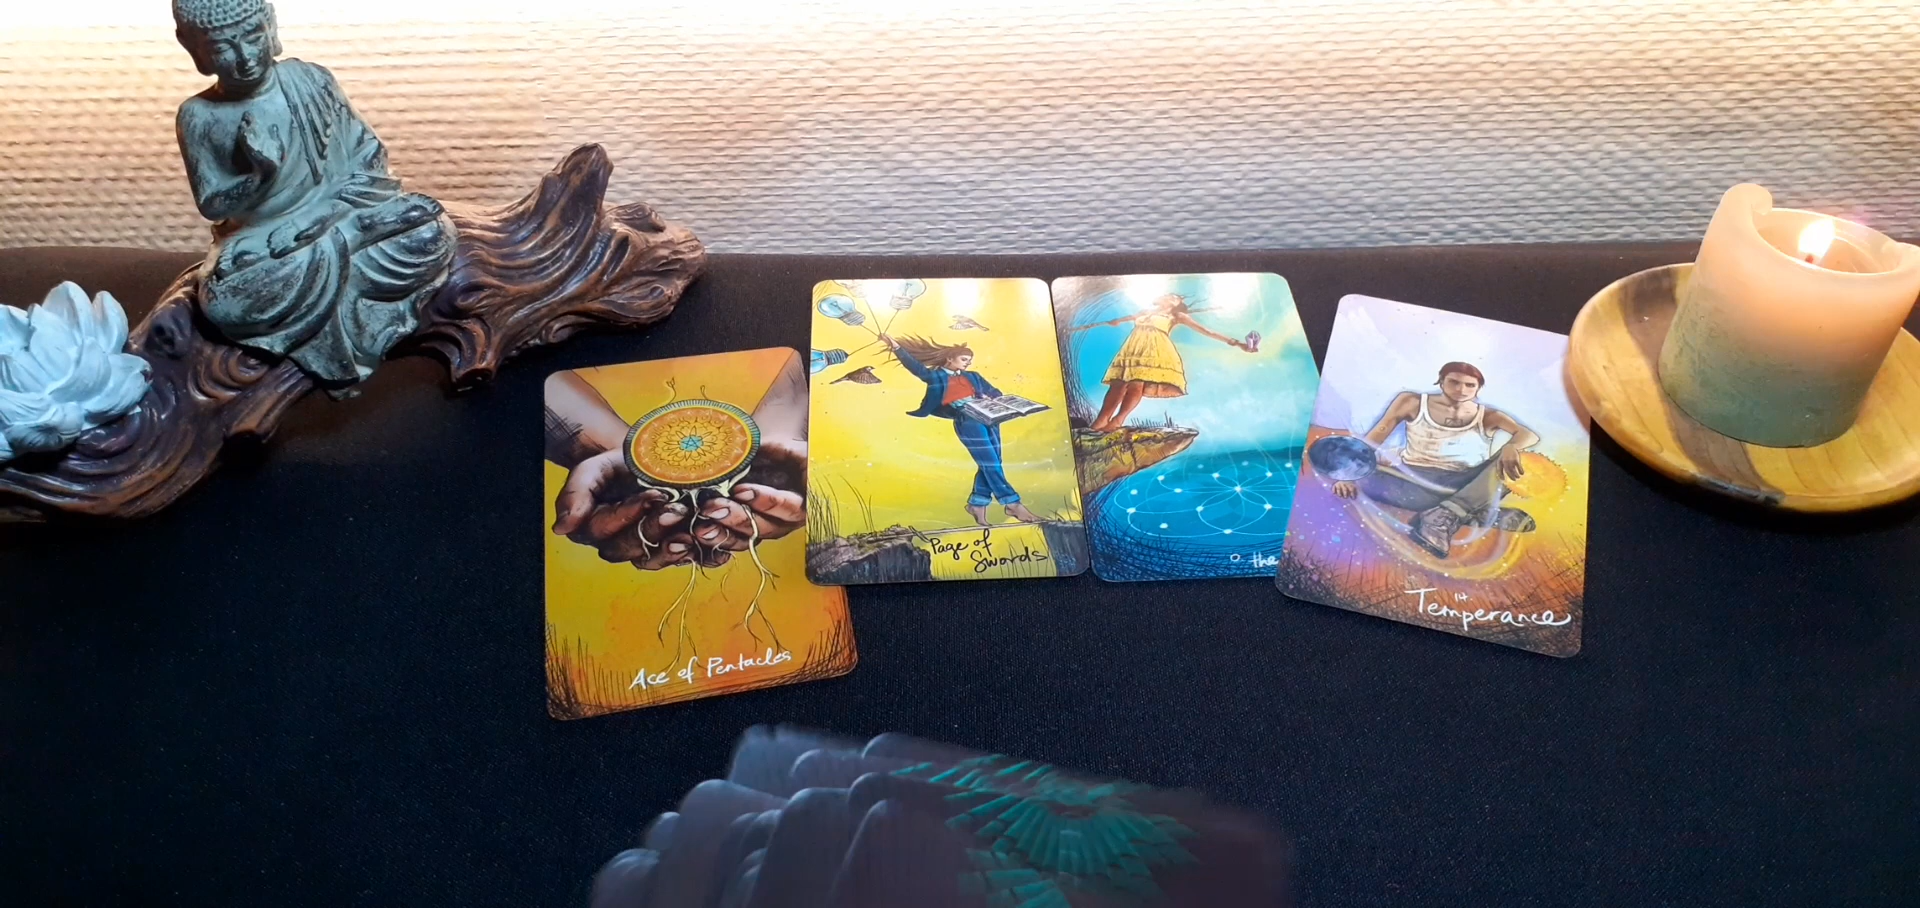 Ace of Pentacles
Page of
Swords
0. the
14.
Temperance